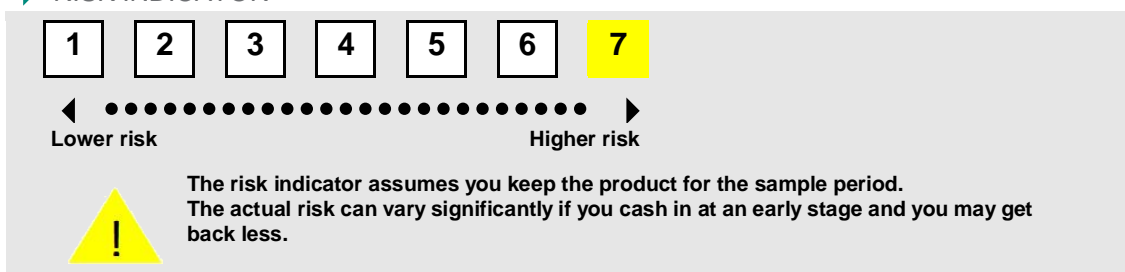 RISK INDICATOR
1 2 3 4 5 6 7
Lower risk Higher risk
The risk indicator assumes you keep the product for the sample period.
The actual risk can vary significantly if you cash in at an early stage and you may get
back less.
!